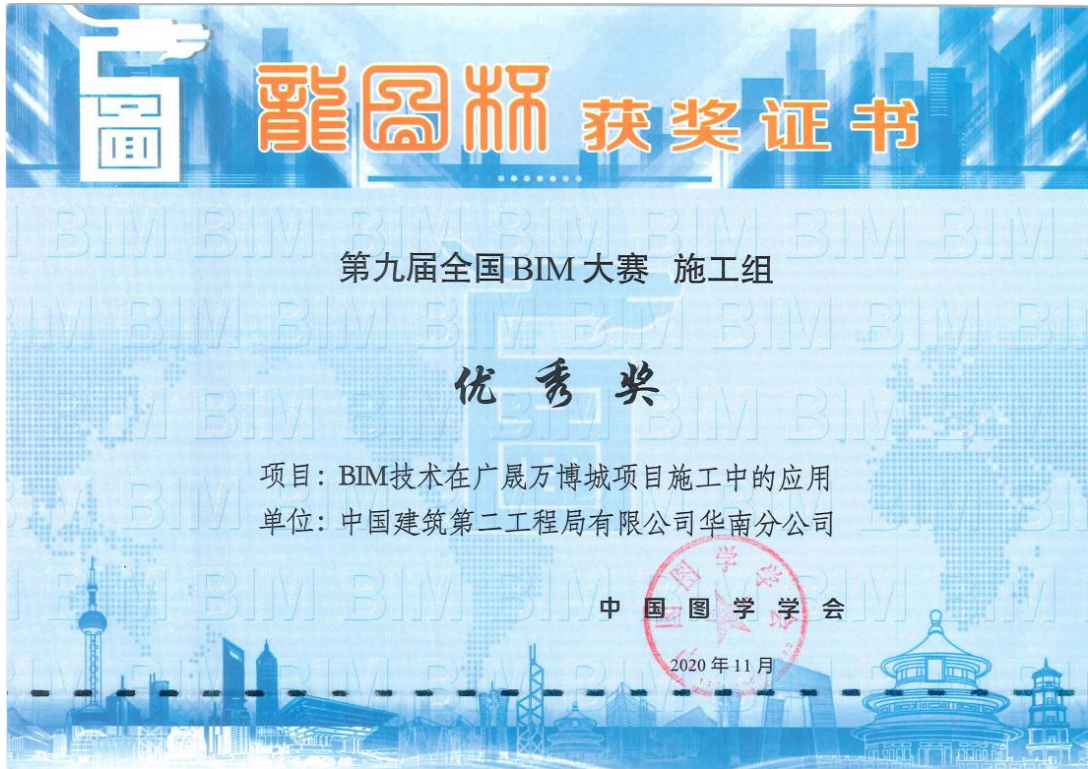 圖
龍圖杯 获奖证书
第九届全国BIM大赛 施工组
优秀奖
项目：BIM技术在广晟万博城项目施工中的应用
单位：中国建筑第二工程局有限公司华南分公司
中国图学学会
2020年11月